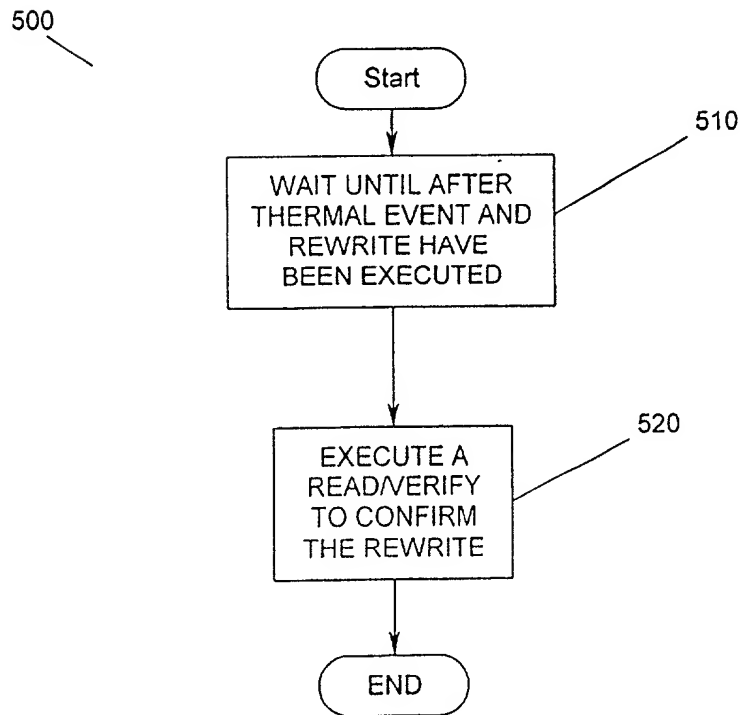 500
Start
510
WAIT UNTIL AFTER
THERMAL EVENT AND
REWRITE HAVE
BEEN EXECUTED
520
EXECUTE A
READ/VERIFY
TO CONFIRM
THE REWRITE
END